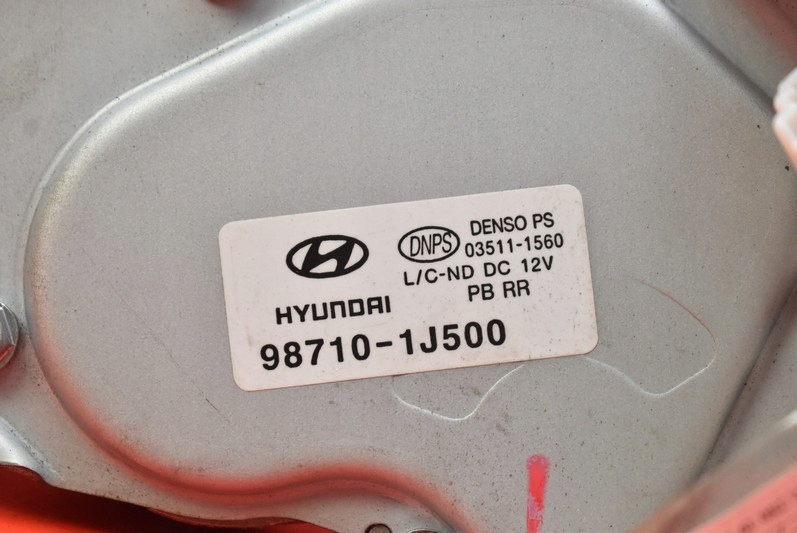 HYUNDAI
DNPS
DENSO PS
03511-1560
L/C-ND DC 12V
PB RR
98710-1J500